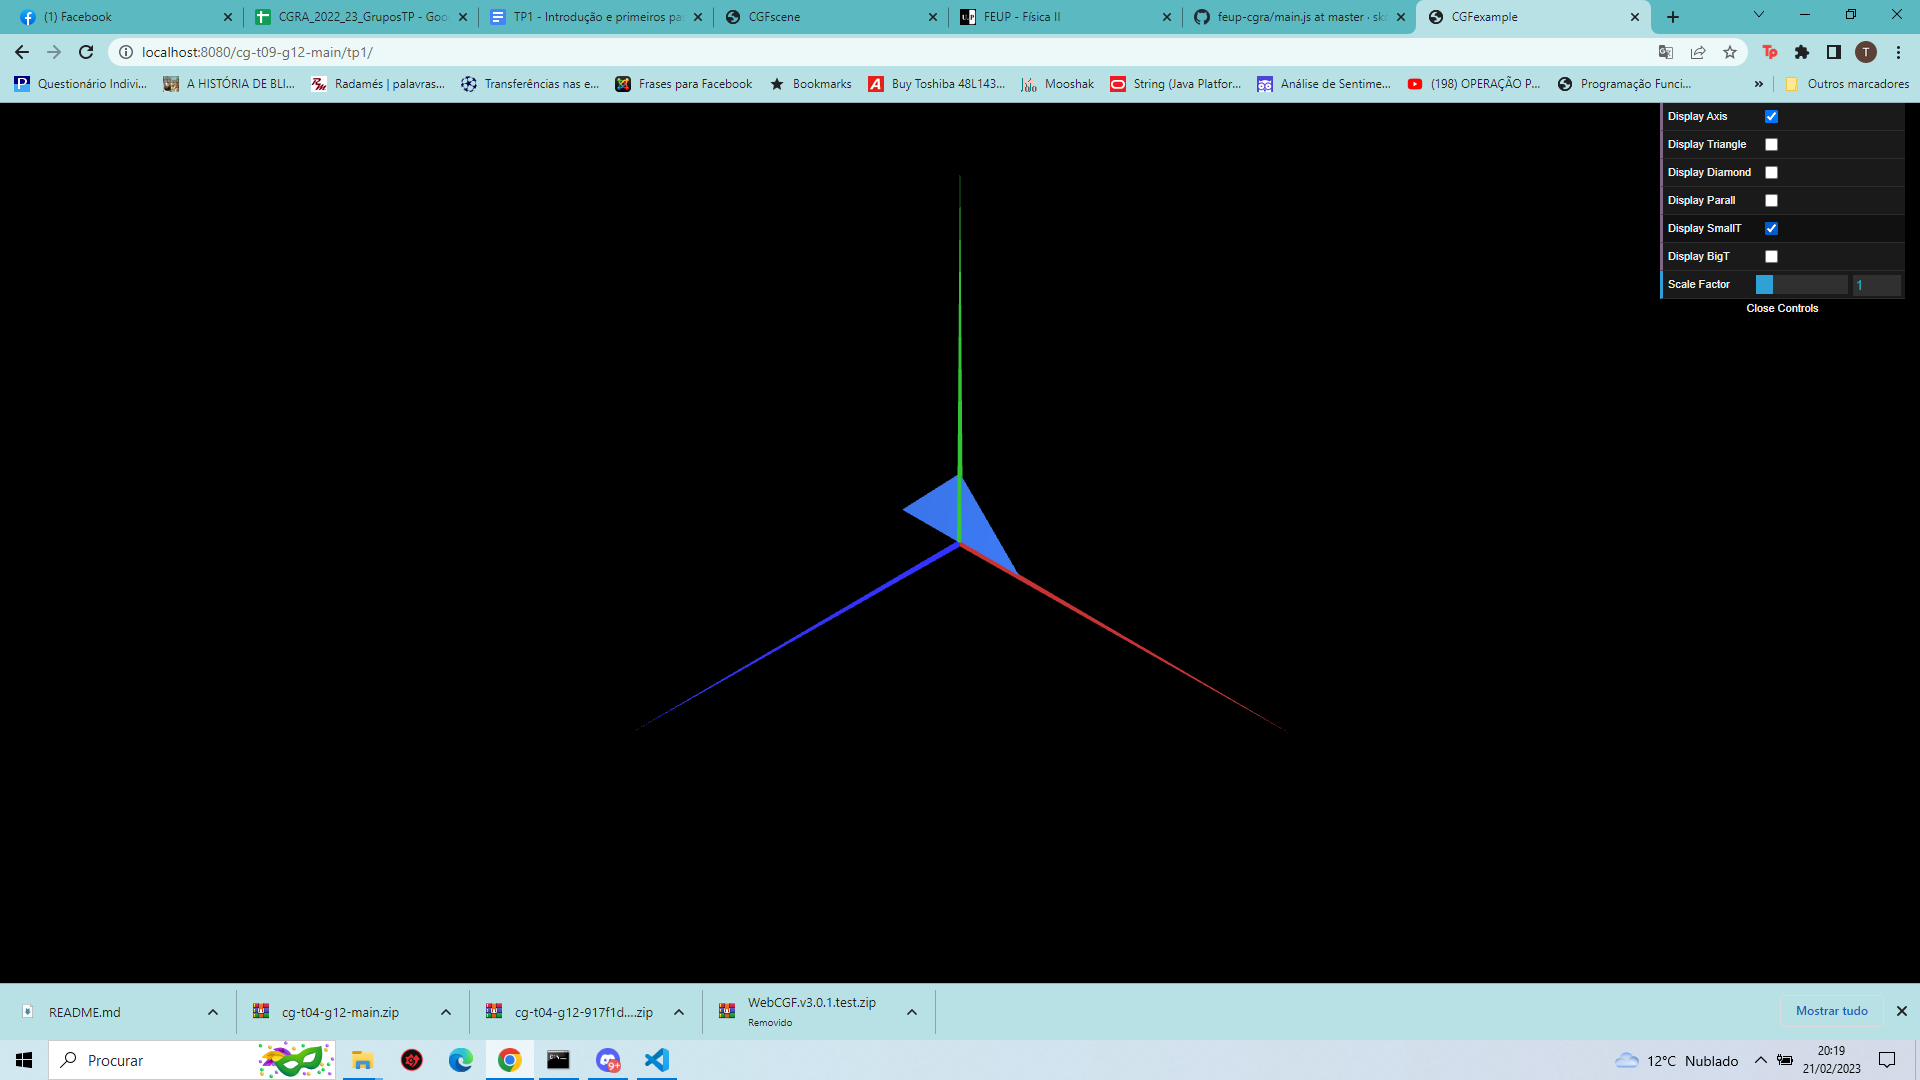 (1) Facebook
CGRA_2022_23_GruposTP - Goo
TP1 - Introdução e primeiros pa
CGFscene
FEUP - Física II
feup-cgra/main.js at master · sk
CGFexample
localhost:8080/cg-t09-g12-main/tp1/
T
Questionário Indivi...
A HISTÓRIA DE BLI...
Radamés | palavras...
Transferências nas e...
Frases para Facebook
Bookmarks
Buy Toshiba 48L143...
Mooshak
String (Java Platfor...
Análise de Sentime...
(198) OPERAÇÃO P...
Programação Funci...
»
Outros marcadores
Display Axis
Display Triangle
Display Diamond
Display Parall
Display SmallT
Display BigT
Scale Factor 1
Close Controls
README.md
cg-t04-g12-main.zip
cg-t04-g12-917f1d....zip
WebCGF.v3.0.1.test.zip
Removido
Mostrar tudo
Procurar
9+
12°C Nublado
20:19
21/02/2023